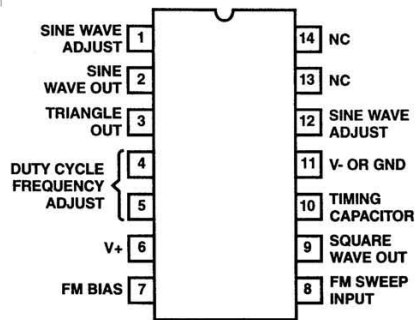 SINE WAVE
ADJUST
1
SINE
WAVE OUT
2
TRIANGLE
OUT
3
DUTY CYCLE
FREQUENCY
ADJUST
4
5
V+
6
FM BIAS
7
14
NC
13
NC
12
SINE WAVE
ADJUST
11
V- OR GND
10
TIMING
CAPACITOR
9
SQUARE
WAVE OUT
8
FM SWEEP
INPUT